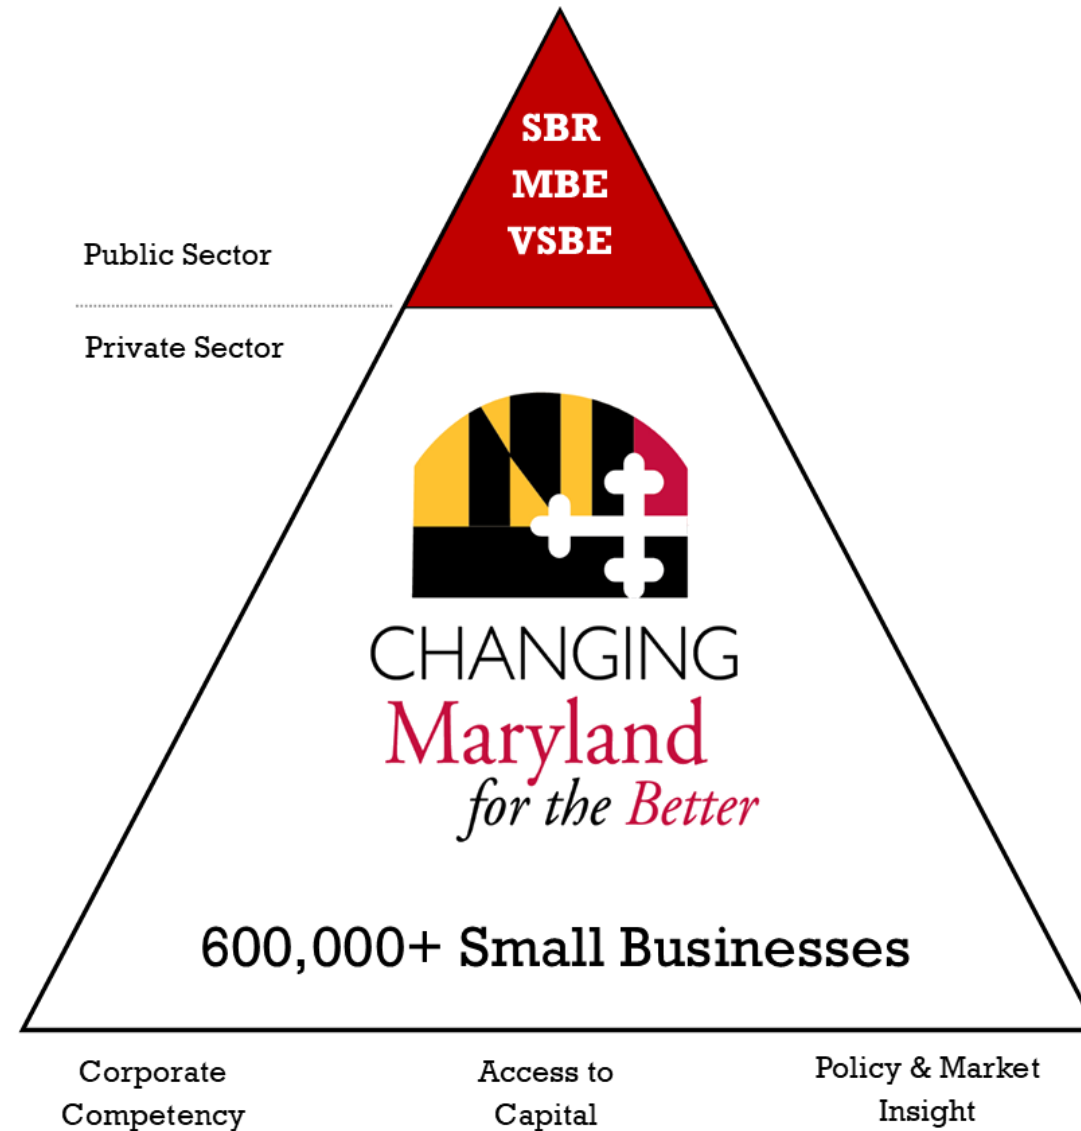 SBR
MBE
VSBE
Public Sector
Private Sector
CHANGING
Maryland
for the Better
600,000+ Small Businesses
Corporate
Competency
Access to
Capital
Policy & Market
Insight